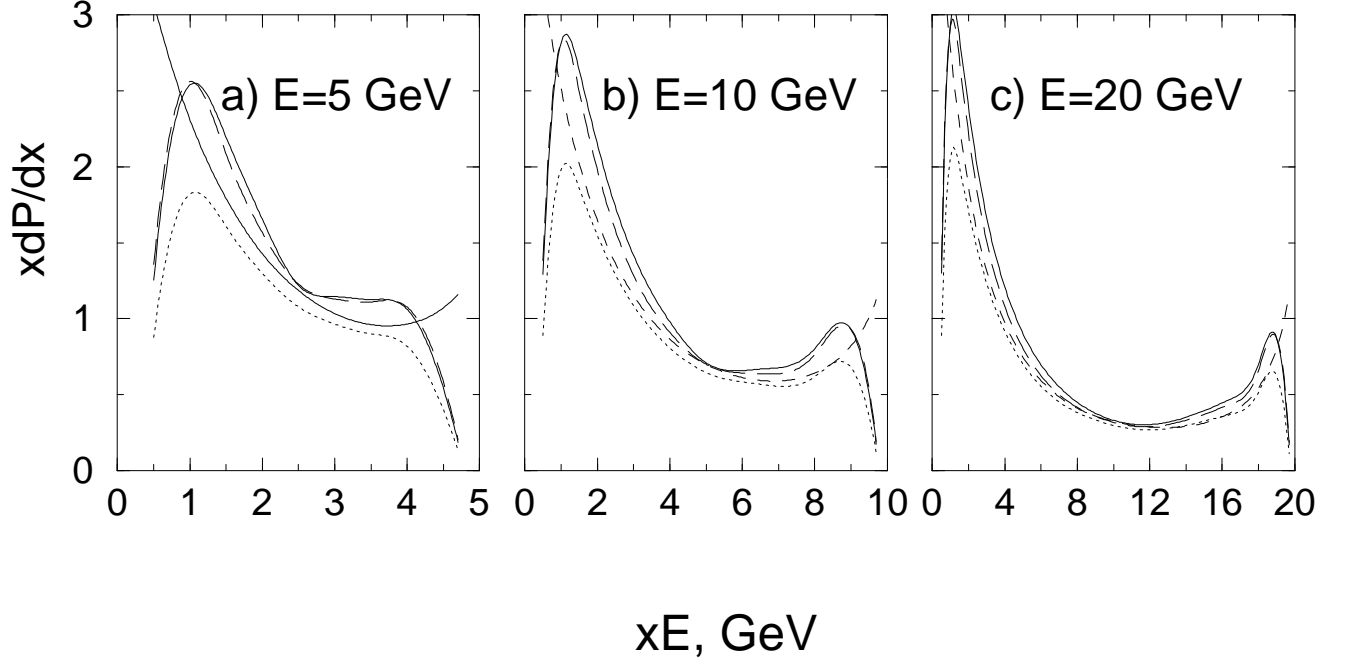 3
2
1
0
xdP/dx
a) E=5 GeV
b) E=10 GeV
c) E=20 GeV
0 1 2 3 4 5
0 2 4 6 8 10
0 4 8 12 16 20
xE, GeV